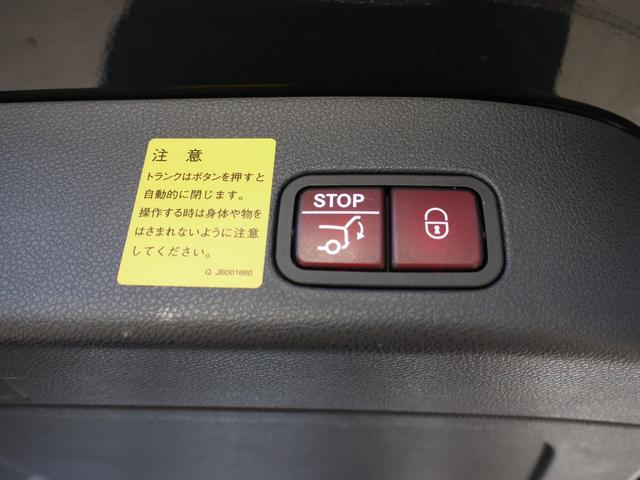 注 意
トランクはボタンを押すと
自動的に閉じます。
操作する時は身体や物を
はさまれないように注意
してください。
Q JB001660
STOP